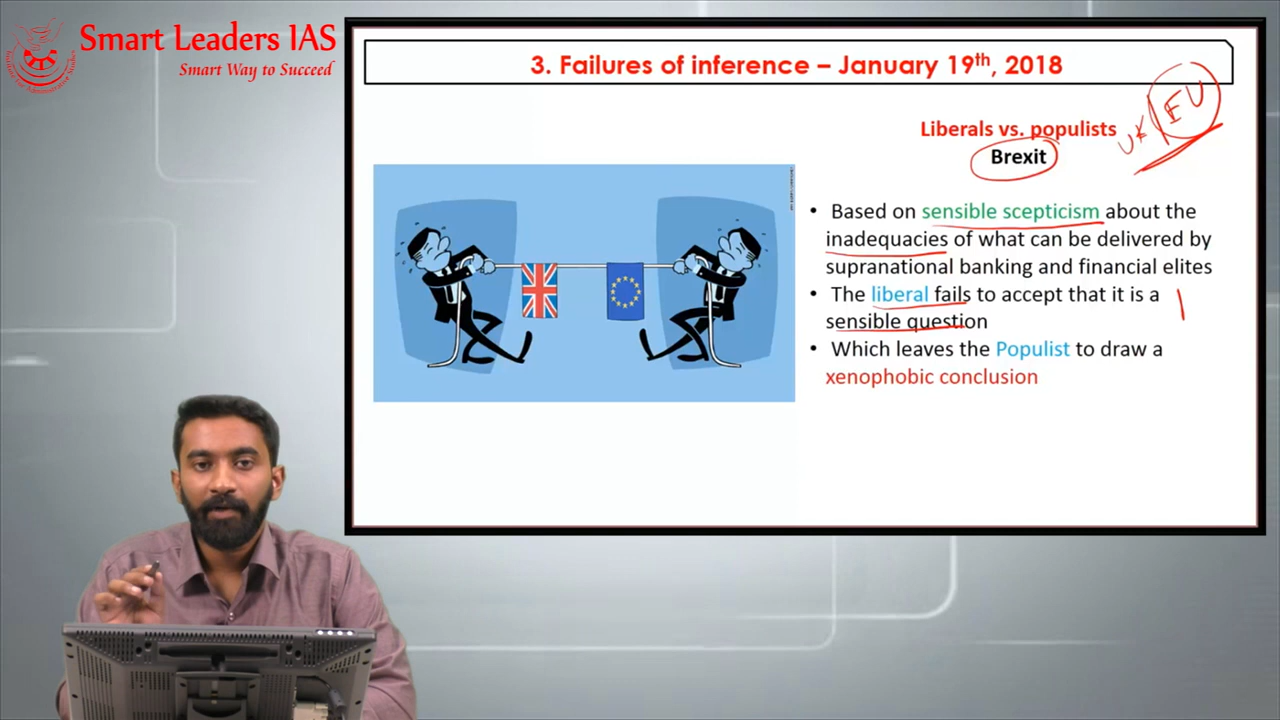 Smart Leaders IAS
Smart Way to Succeed
3. Failures of inference – January 19th, 2018
Liberals vs. populists
UK EU
Brexit
• Based on sensible scepticism about the
inadequacies of what can be delivered by
supranational banking and financial elites
• The liberal fails to accept that it is a
sensible question
• Which leaves the Populist to draw a
xenophobic conclusion